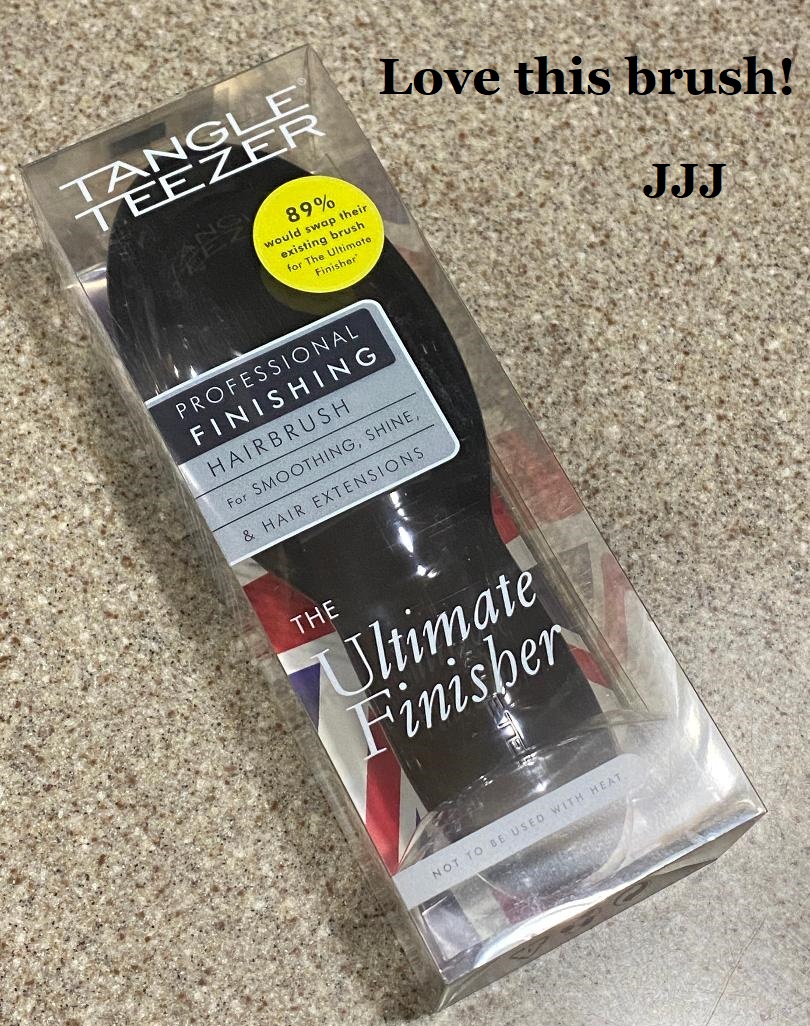 Love this brush!
JJJ
TANGLE®
TEEZER
89%
would swap their
existing brush
for The Ultimate
Finisher*
PROFESSIONAL
FINISHING
HAIRBRUSH
For SMOOTHING, SHINE,
& HAIR EXTENSIONS
THE
Ultimate
Finisher
NOT TO BE USED WITH HEAT